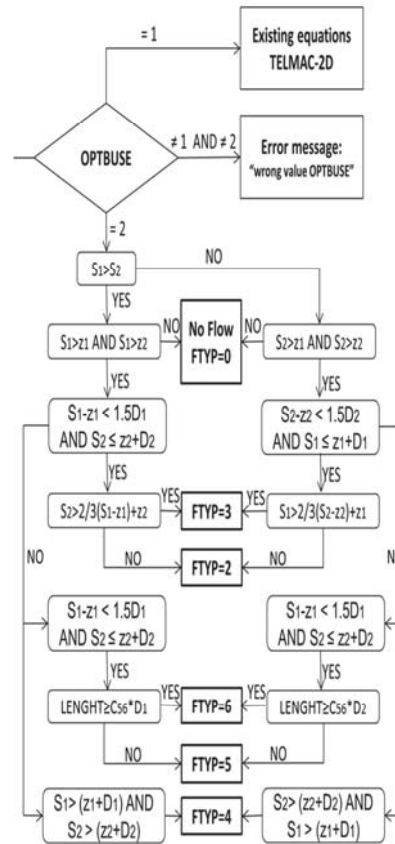 = 1
Existing equations
TELMAC-2D
OPTBUSE
≠ 1 AND ≠ 2
Error message:
"wrong value OPTBUSE"
= 2
S1>S2
NO
YES
S1>z1 AND S1>z2
NO
No Flow
FTYP=0
NO
S2>z1 AND S2>z2
YES
YES
S1-z1 < 1.5D1
AND S2 ≤ z2+D2
S2-z2 < 1.5D2
AND S1 ≤ z1+D1
YES
YES
S2>2/3(S1-z1)+z2
YES
FTYP=3
YES
S1>2/3(S2-z2)+z1
NO
NO
FTYP=2
NO
N
S1-z1 < 1.5D1
AND S2 ≤ z2+D2
S1-z1 < 1.5D1
AND S2 ≤ z2+D2
YES
YES
LENGHT≥C56*D1
YES
FTYP=6
YES
LENGHT≥C56*D2
NO
FTYP=5
NO
S1> (z1+D1) AND
S2 > (z2+D2)
FTYP=4
S2> (z2+D2) AND
S1 > (z1+D1)